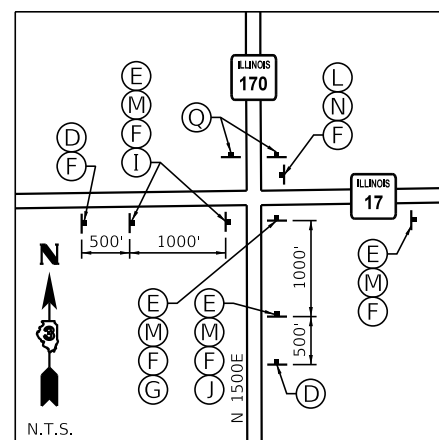 ILLINOIS
170
E
M
F
I
L
N
F
D
F
Q
ILLINOIS
17
500'
1000'
N
3
N.T.S.
E
M
F
G
E
M
F
J
N 1500E
1000'
500'
D
E
M
F